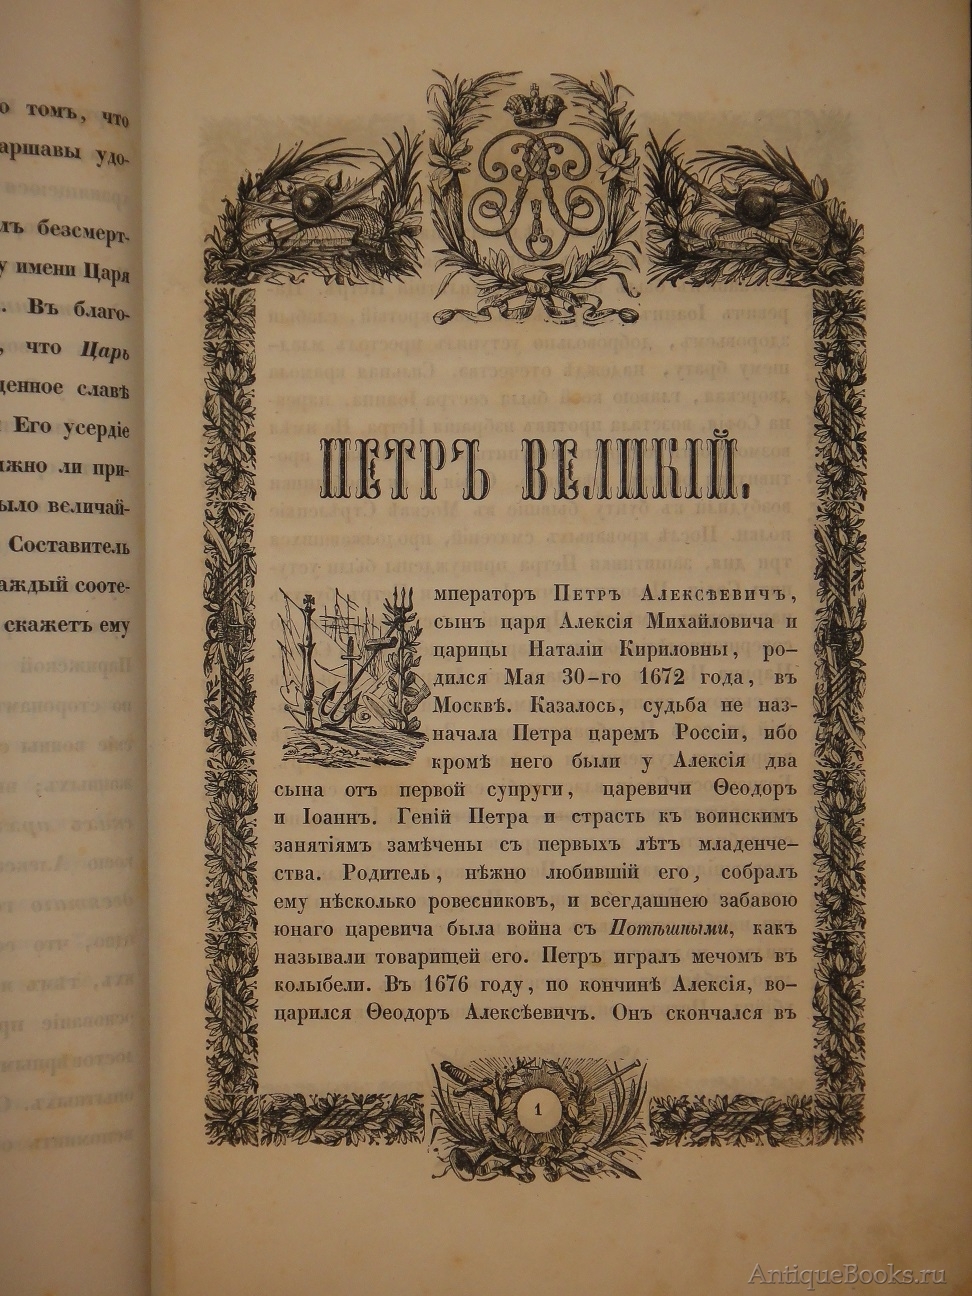 о томъ, что
аршавы удо-
лъ безсмерт-
у имени Царя
. Въ благо-
, что Царь
денное славѣ
Его усердіе
жно ли при-
ыло величай-
Составитель
аждый сооте-
скажетъ ему
ПЕТРЪ ВЕЛИКІЙ.
мператоръ Петръ Алексѣевичъ,
сынъ царя Алексія Михайловича и
царицы Наталіи Кириловны, ро-
дился Мая 30-го 1672 года, въ
Москвѣ. Казалось, судьба не наз-
начала Петра царемъ Россіи, ибо
кромѣ него были у Алексія два
сына отъ первой супруги, царевичи Ѳеодоръ
и Іоаннъ. Геній Петра и страсть къ воинскимъ
занятіямъ замѣчены съ первыхъ лѣтъ младенче-
ства. Родитель, нѣжно любившій его, собралъ
ему нѣсколько ровесниковъ, и всегдашнею забавою
юнаго царевича была война съ Потѣшными, какъ
называли товарищей его. Петръ игралъ мечомъ въ
колыбели. Въ 1676 году, по кончинѣ Алексія, во-
царился Ѳеодоръ Алексѣевичъ. Онъ скончался въ
1
AntiqueBooks.ru